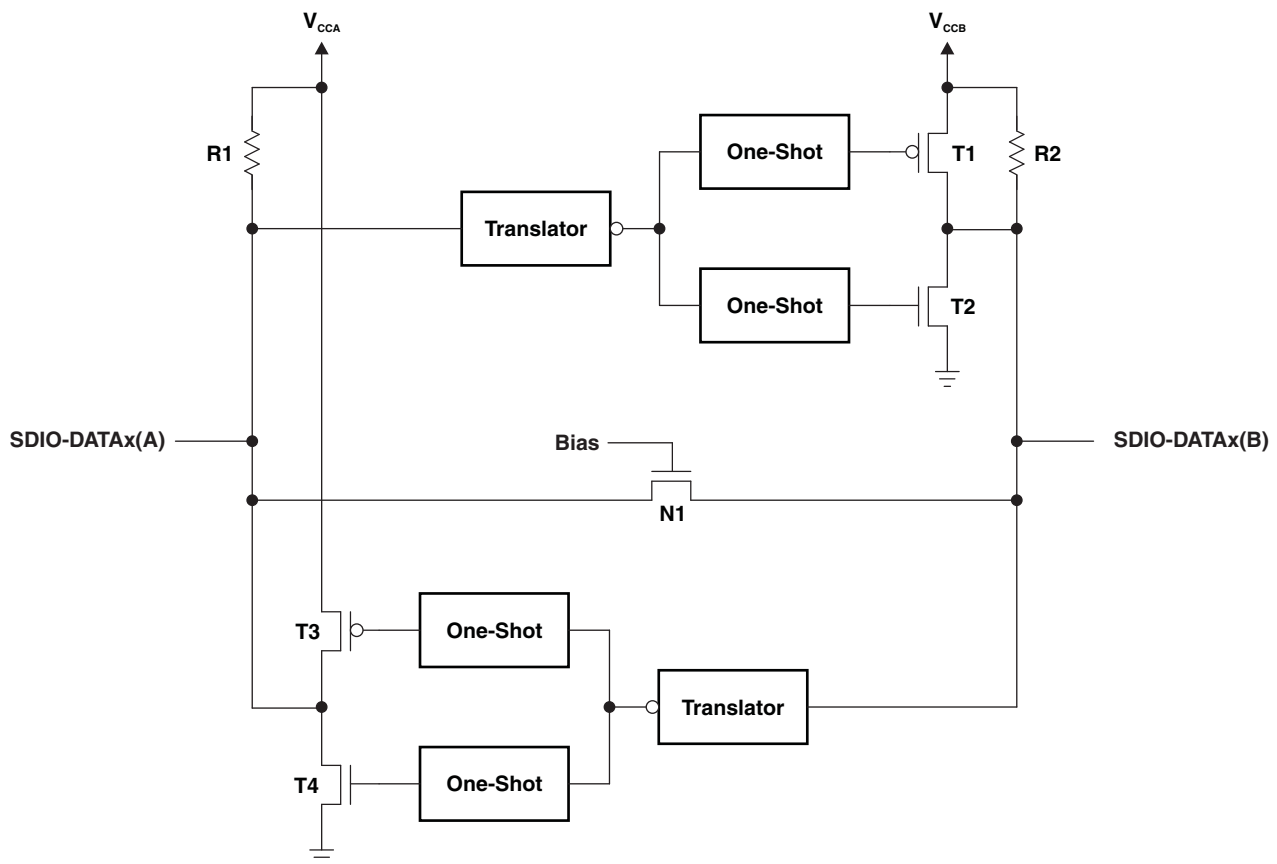 VCCA
VCCB
R1
One-Shot
T1
R2
Translator
One-Shot
T2
SDIO-DATAx(A)
Bias
SDIO-DATAx(B)
N1
T3
One-Shot
Translator
T4
One-Shot